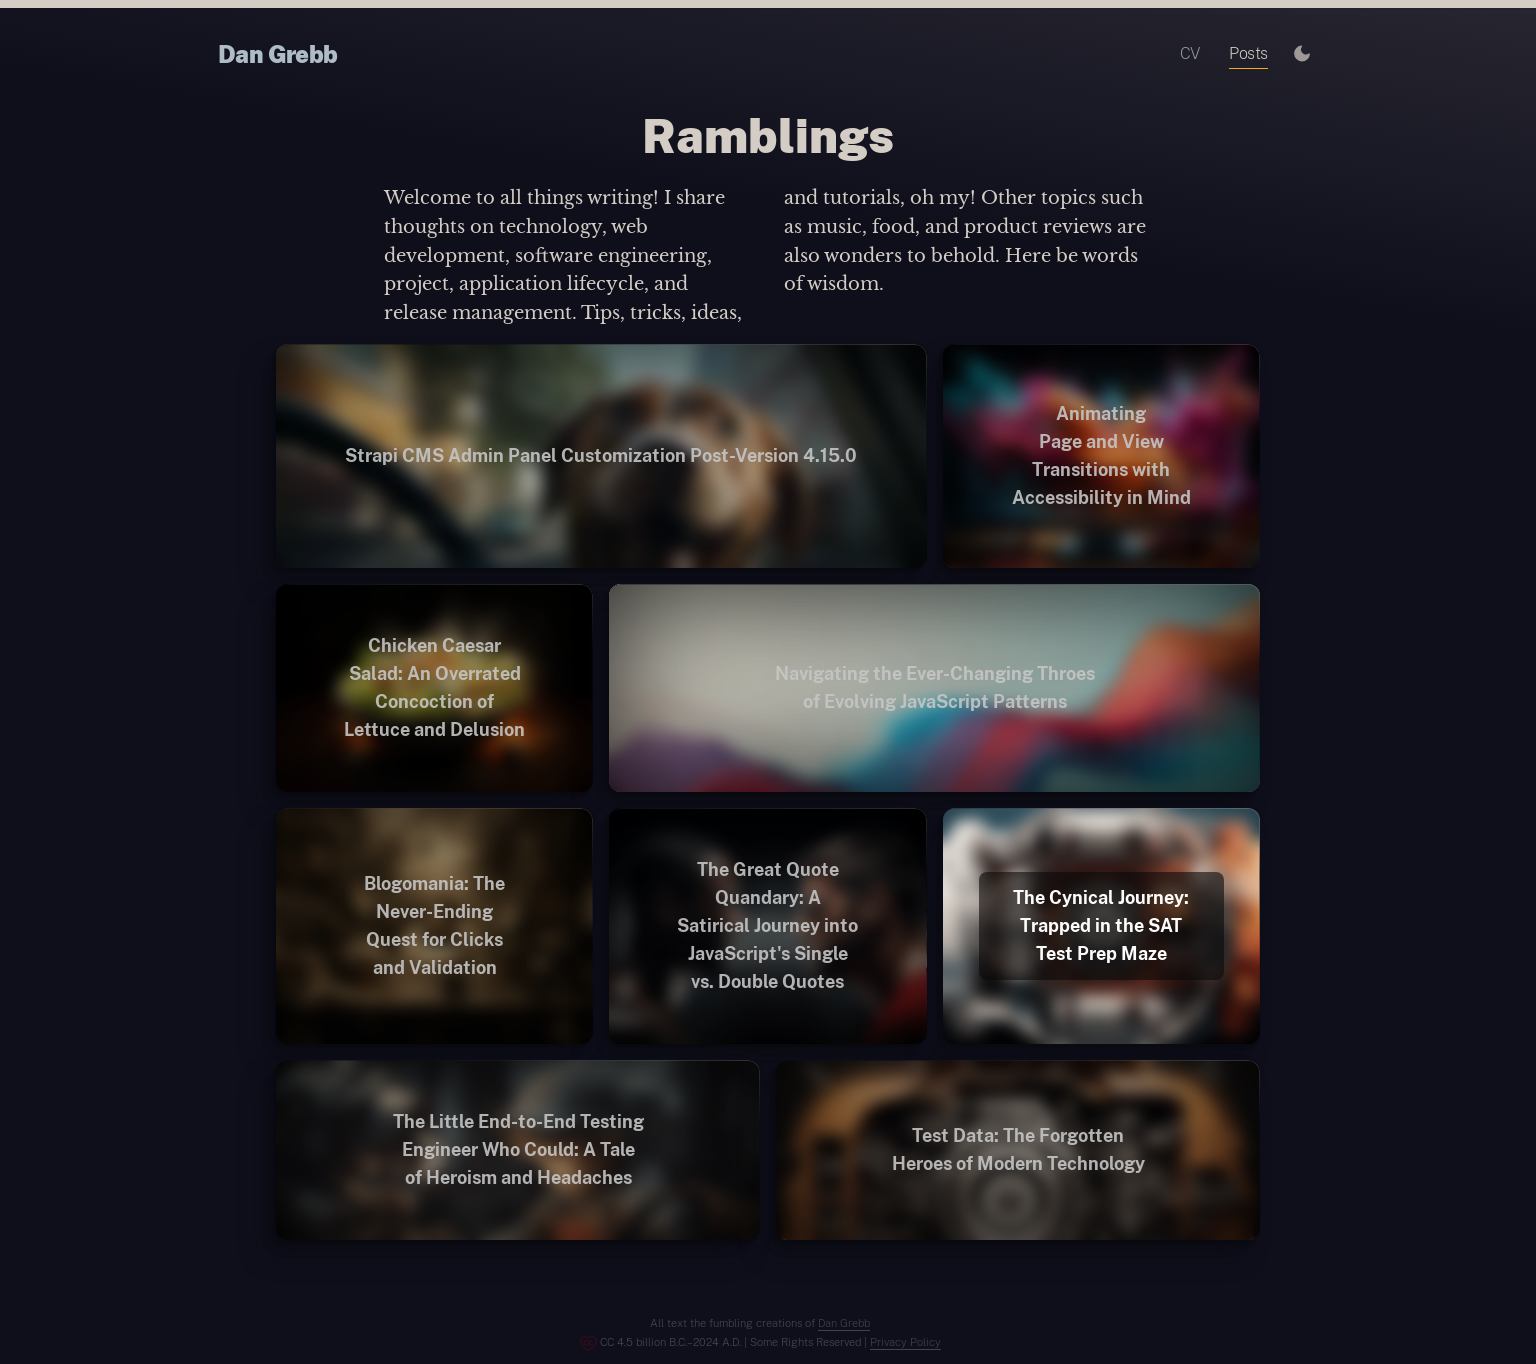 Dan Grebb
CV
Posts
Ramblings
Welcome to all things writing! I share
thoughts on technology, web
development, software engineering,
project, application lifecycle, and
release management. Tips, tricks, ideas,
and tutorials, oh my! Other topics such
as music, food, and product reviews are
also wonders to behold. Here be words
of wisdom.
Strapi CMS Admin Panel Customization Post-Version 4.15.0
Animating
Page and View
Transitions with
Accessibility in Mind
Chicken Caesar
Salad: An Overrated
Concoction of
Lettuce and Delusion
Navigating the Ever-Changing Throes
of Evolving JavaScript Patterns
Blogomania: The
Never-Ending
Quest for Clicks
and Validation
The Great Quote
Quandary: A
Satirical Journey into
JavaScript's Single
vs. Double Quotes
The Cynical Journey:
Trapped in the SAT
Test Prep Maze
The Little End-to-End Testing
Engineer Who Could: A Tale
of Heroism and Headaches
Test Data: The Forgotten
Heroes of Modern Technology
All text the fumbling creations of Dan Grebb
CC 4.5 billion B.C.–2024 A.D. | Some Rights Reserved | Privacy Policy